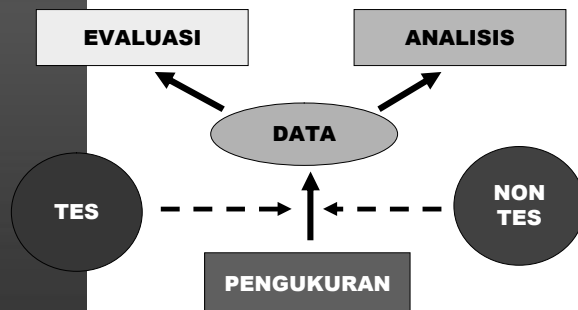 EVALUASI
ANALISIS
DATA
TES
NON
TES
PENGUKURAN